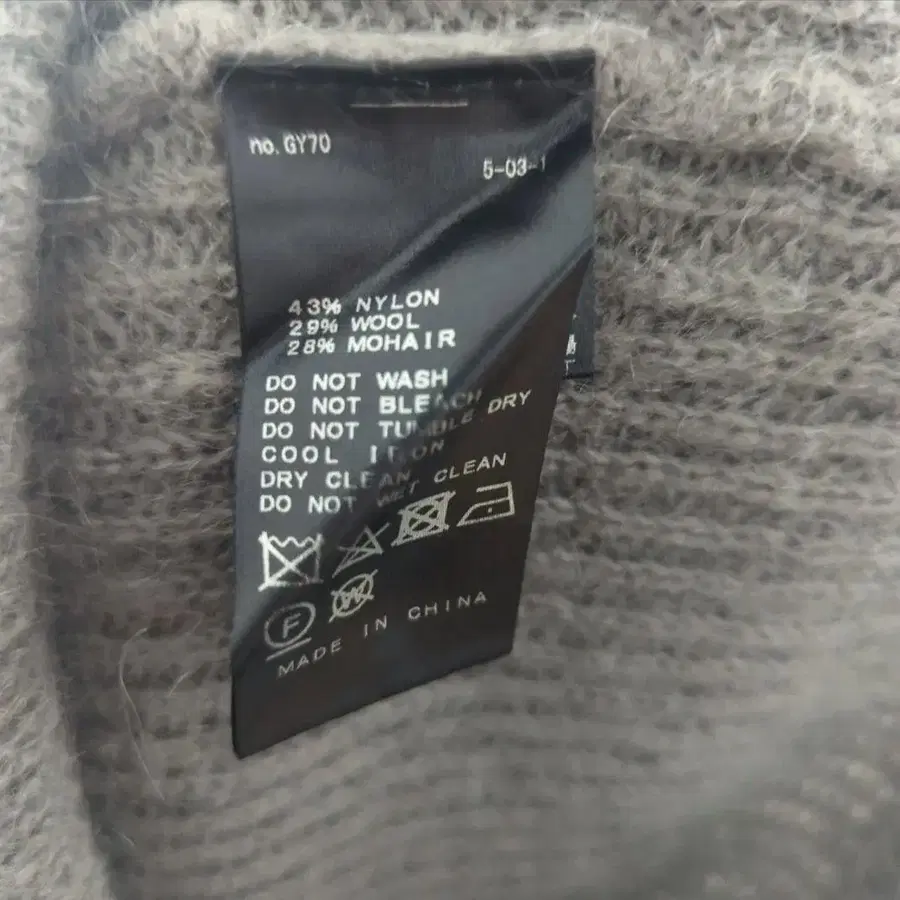 no.GY70
5-03-1
43% NYLON
29% WOOL
28% MOHAIR
DO NOT WASH
DO NOT BLEACH
DO NOT TUMBLE DRY
COOL IRON
DRY CLEAN
DO NOT WET CLEAN
F
W
MADE IN CHINA